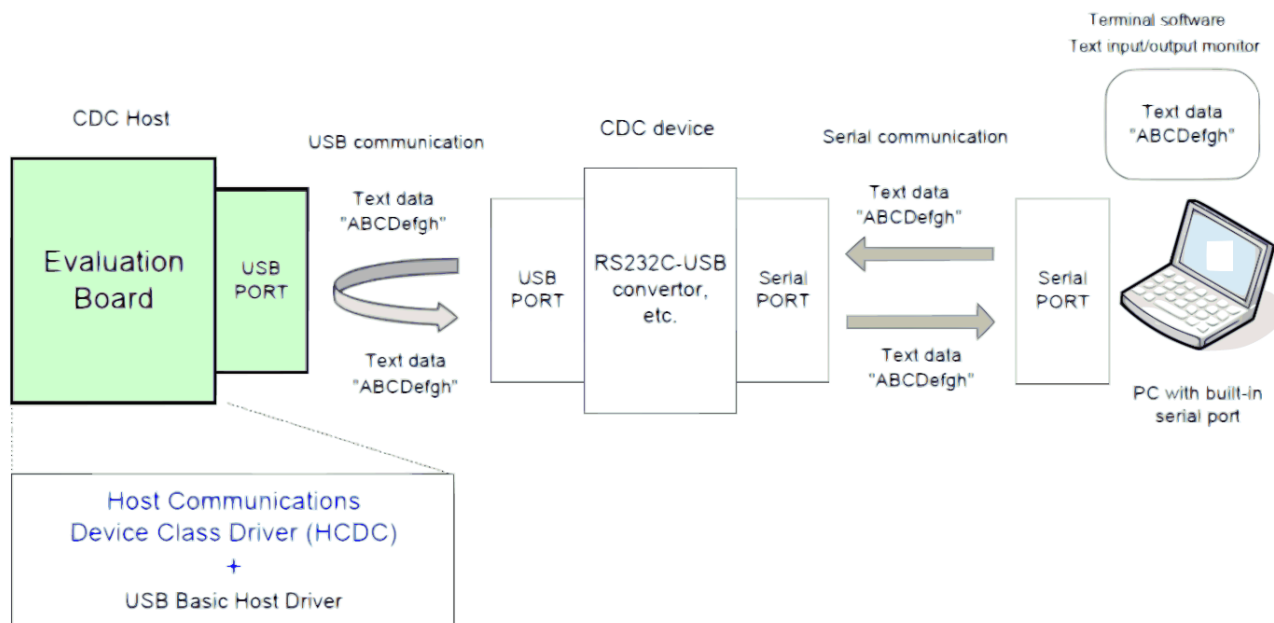 Terminal software
Text input/output monitor
Text data
"ABCDefgh"
CDC Host
USB communication
CDC device
Serial communication
Text data
"ABCDefgh"
Text data
"ABCDefgh"
Evaluation
Board
USB
PORT
USB
PORT
RS232C-USB
convertor,
etc.
Serial
PORT
Serial
PORT
Text data
"ABCDefgh"
Text data
"ABCDefgh"
PC with built-in
serial port
Host Communications
Device Class Driver (HCDC)
+
USB Basic Host Driver